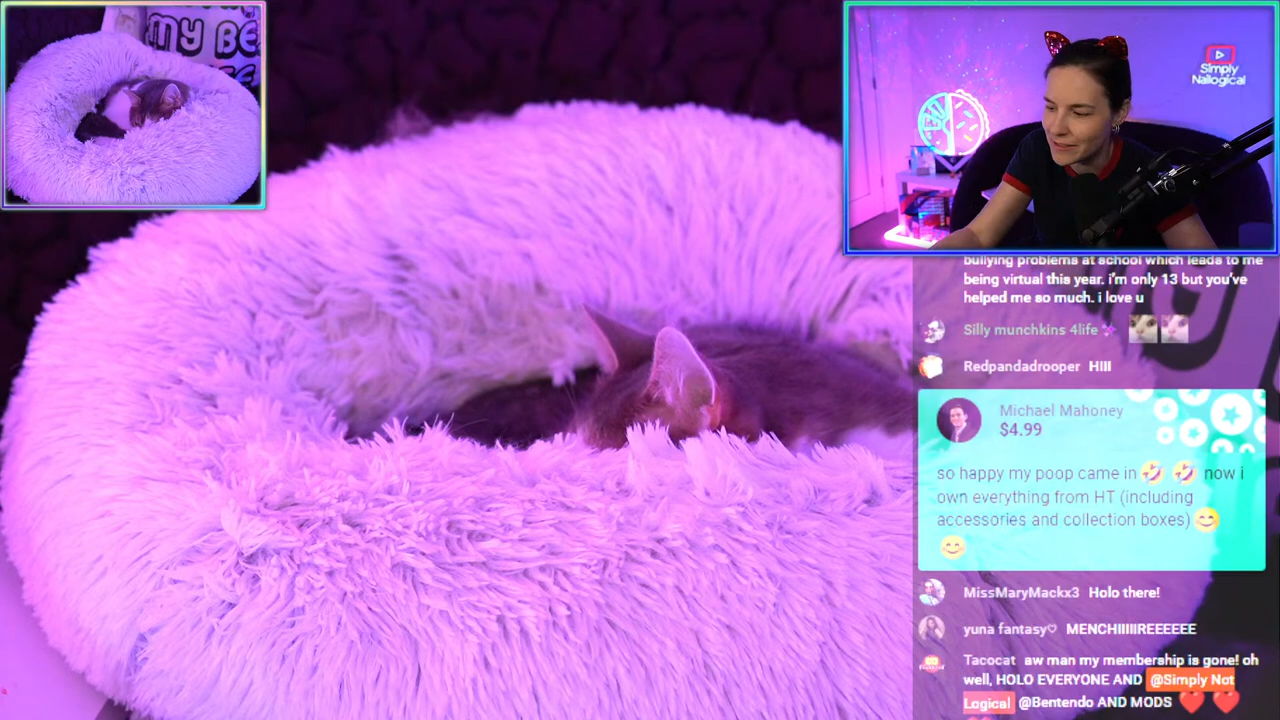 MY BE
Simply
Nailogical
bullying problems at school which leads to me
being virtual this year. i'm only 13 but you've
helped me so much. i love u
Silly munchkins 4life
Redpandadrooper HIII
Michael Mahoney
$4.99
so happy my poop came in 🤣 🤣 now i
own everything from HT (including
accessories and collection boxes) 😊
😊
MissMaryMackx3 Holo there!
yuna fantasy♡ MENCHIIIIIREEEEEE
Tacocat aw man my membership is gone! oh
well, HOLO EVERYONE AND @Simply Not
Logical @Bentendo AND MODS ❤️ ❤️